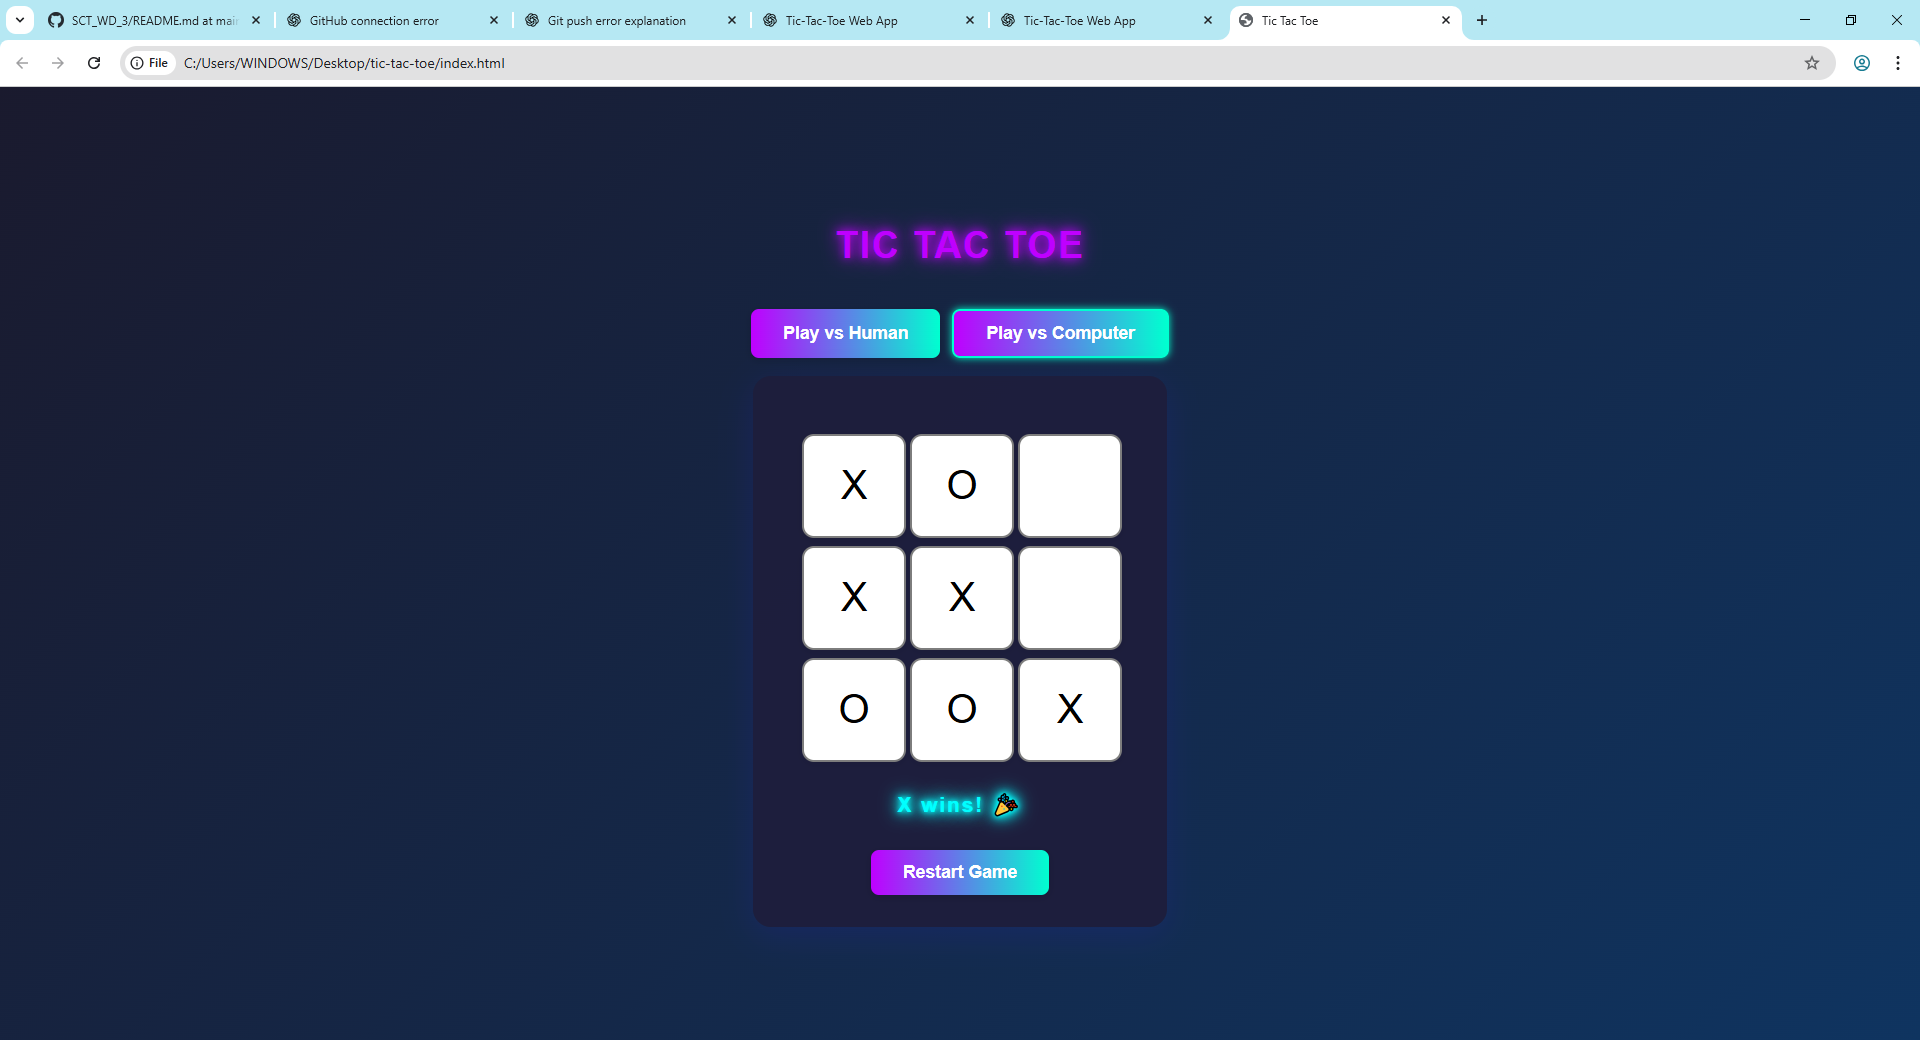 SCT_WD_3/README.md at mai
GitHub connection error
Git push error explanation
Tic-Tac-Toe Web App
Tic-Tac-Toe Web App
Tic Tac Toe
File
C:/Users/WINDOWS/Desktop/tic-tac-toe/index.html
TIC TAC TOE
Play vs Human
Play vs Computer
X O
X X
O O X
X wins! 🎉
Restart Game